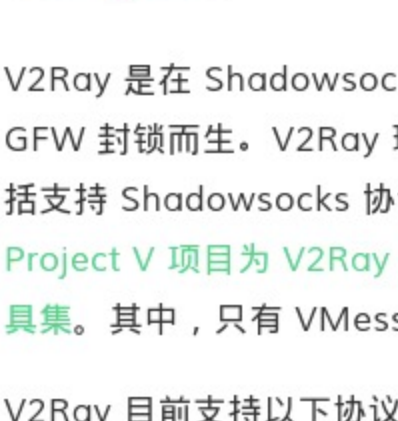 V2Ray 是在 Shadowsoc
GFW 封锁而生。V2Ray
括支持 Shadowsocks 协
Project V 项目为 V2Ray
具集。其中，只有 VMess
V2Ray 目前支持以下协议